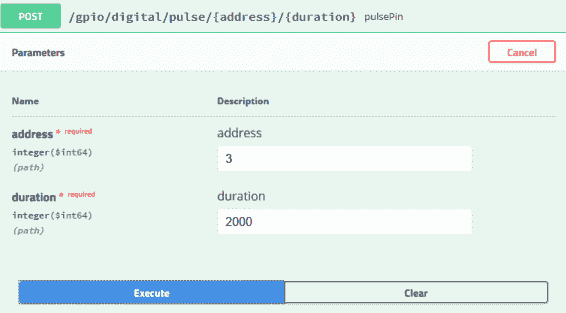 POST /gpio/digital/pulse/{address}/{duration} pulsePin
Parameters Cancel
Name Description
address * required address
integer($int64) 3
(path)
duration * required duration
integer($int64) 2000
(path)
Execute Clear